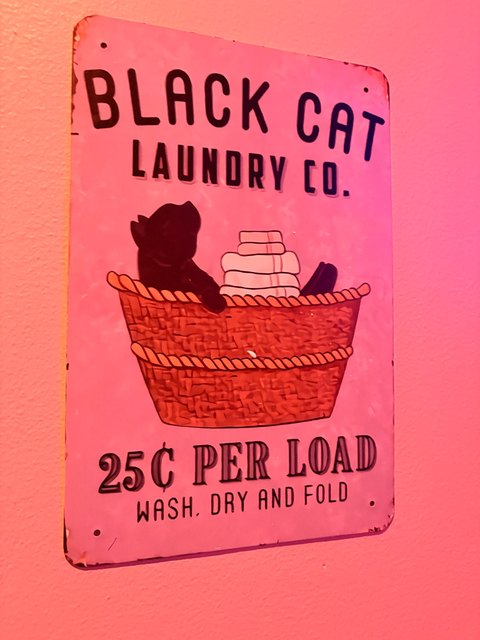 BLACK CAT
LAUNDRY CO.
25¢ PER LOAD
WASH, DRY AND FOLD